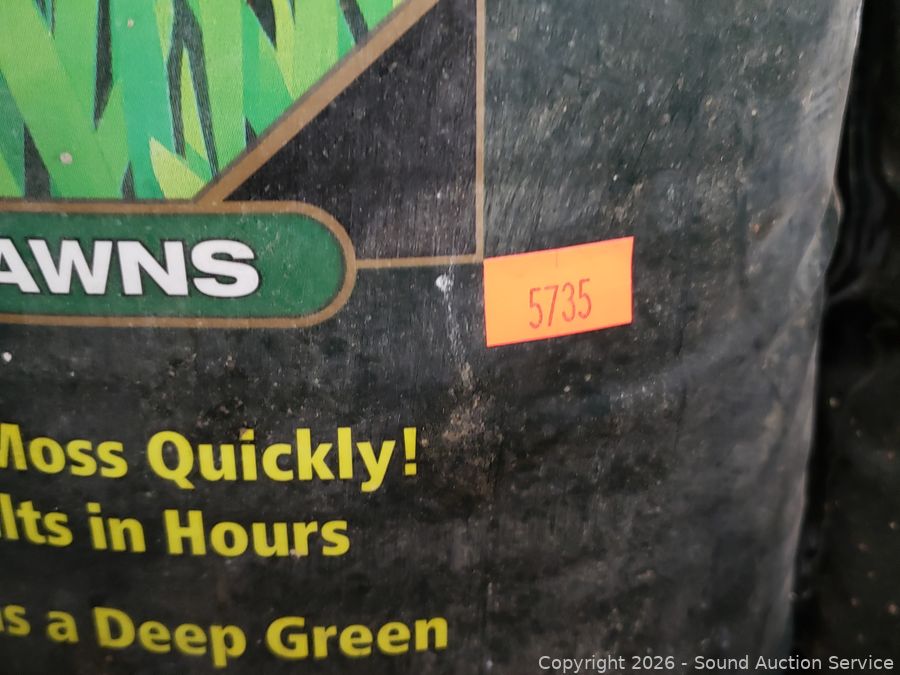 AWNS
5735
Moss Quickly!
lts in Hours
s a Deep Green
Copyright 2026 - Sound Auction Service